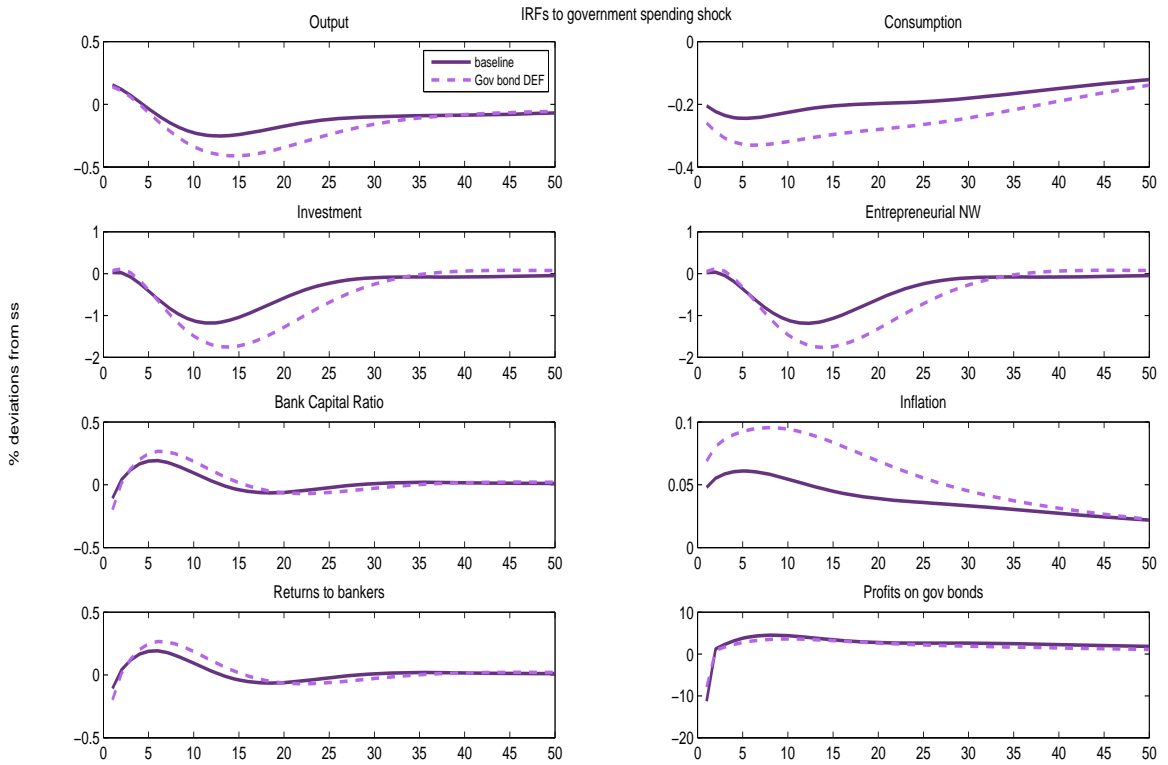 IRFs to government spending shock
Output
Consumption
0.5
0
−0.5
0 5 10 15 20 25 30 35 40 45 50
baseline
Gov bond DEF
0
−0.2
−0.4
0 5 10 15 20 25 30 35 40 45 50
Investment
Entrepreneurial NW
1
0
−1
−2
0 5 10 15 20 25 30 35 40 45 50
1
0
−1
−2
0 5 10 15 20 25 30 35 40 45 50
% deviations from ss
Bank Capital Ratio
Inflation
0.5
0
−0.5
0 5 10 15 20 25 30 35 40 45 50
0.1
0.05
0
0 5 10 15 20 25 30 35 40 45 50
Returns to bankers
Profits on gov bonds
0.5
0
−0.5
0 5 10 15 20 25 30 35 40 45 50
10
0
−10
−20
0 5 10 15 20 25 30 35 40 45 50